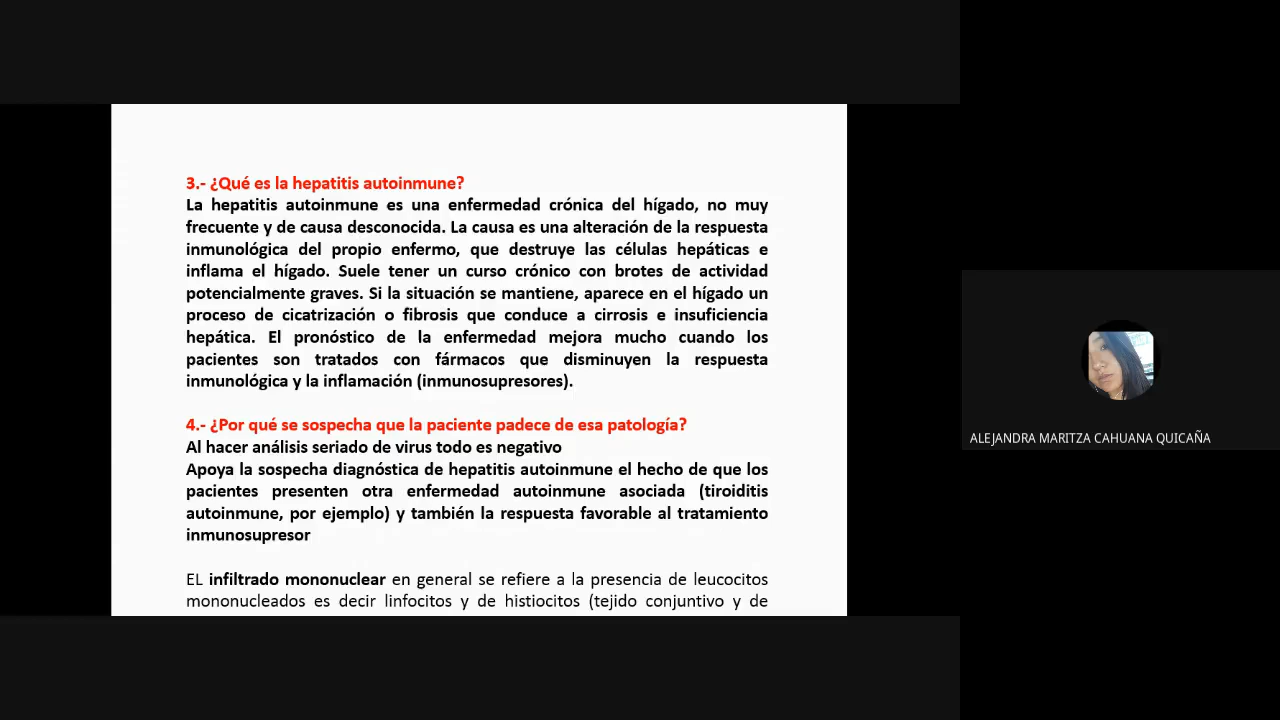 3.- ¿Qué es la hepatitis autoinmune?
La hepatitis autoinmune es una enfermedad crónica del hígado, no muy
frecuente y de causa desconocida. La causa es una alteración de la respuesta
inmunológica del propio enfermo, que destruye las células hepáticas e
inflama el hígado. Suele tener un curso crónico con brotes de actividad
potencialmente graves. Si la situación se mantiene, aparece en el hígado un
proceso de cicatrización o fibrosis que conduce a cirrosis e insuficiencia
hepática. El pronóstico de la enfermedad mejora mucho cuando los
pacientes son tratados con fármacos que disminuyen la respuesta
inmunológica y la inflamación (inmunosupresores).
4.- ¿Por qué se sospecha que la paciente padece de esa patología?
Al hacer análisis seriado de virus todo es negativo
Apoya la sospecha diagnóstica de hepatitis autoinmune el hecho de que los
pacientes presenten otra enfermedad autoinmune asociada (tiroiditis
autoinmune, por ejemplo) y también la respuesta favorable al tratamiento
inmunosupresor
EL infiltrado mononuclear en general se refiere a la presencia de leucocitos
mononucleados es decir linfocitos y de histiocitos (tejido conjuntivo y de
ALEJANDRA MARITZA CAHUANA QUICAÑA